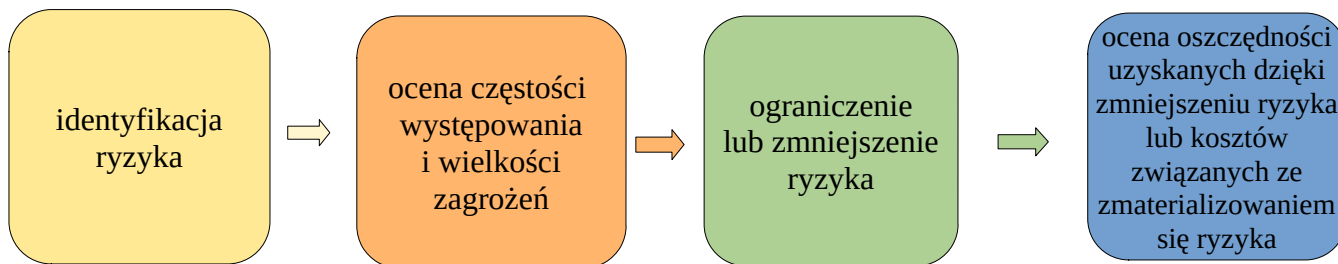 identyfikacja
ryzyka
ocena częstości
występowania
i wielkości
zagrożeń
ograniczenie
lub zmniejszenie
ryzyka
ocena oszczędności
uzyskanych dzięki
zmniejszeniu ryzyka
lub kosztów
związanych ze
zmaterializowaniem
się ryzyka